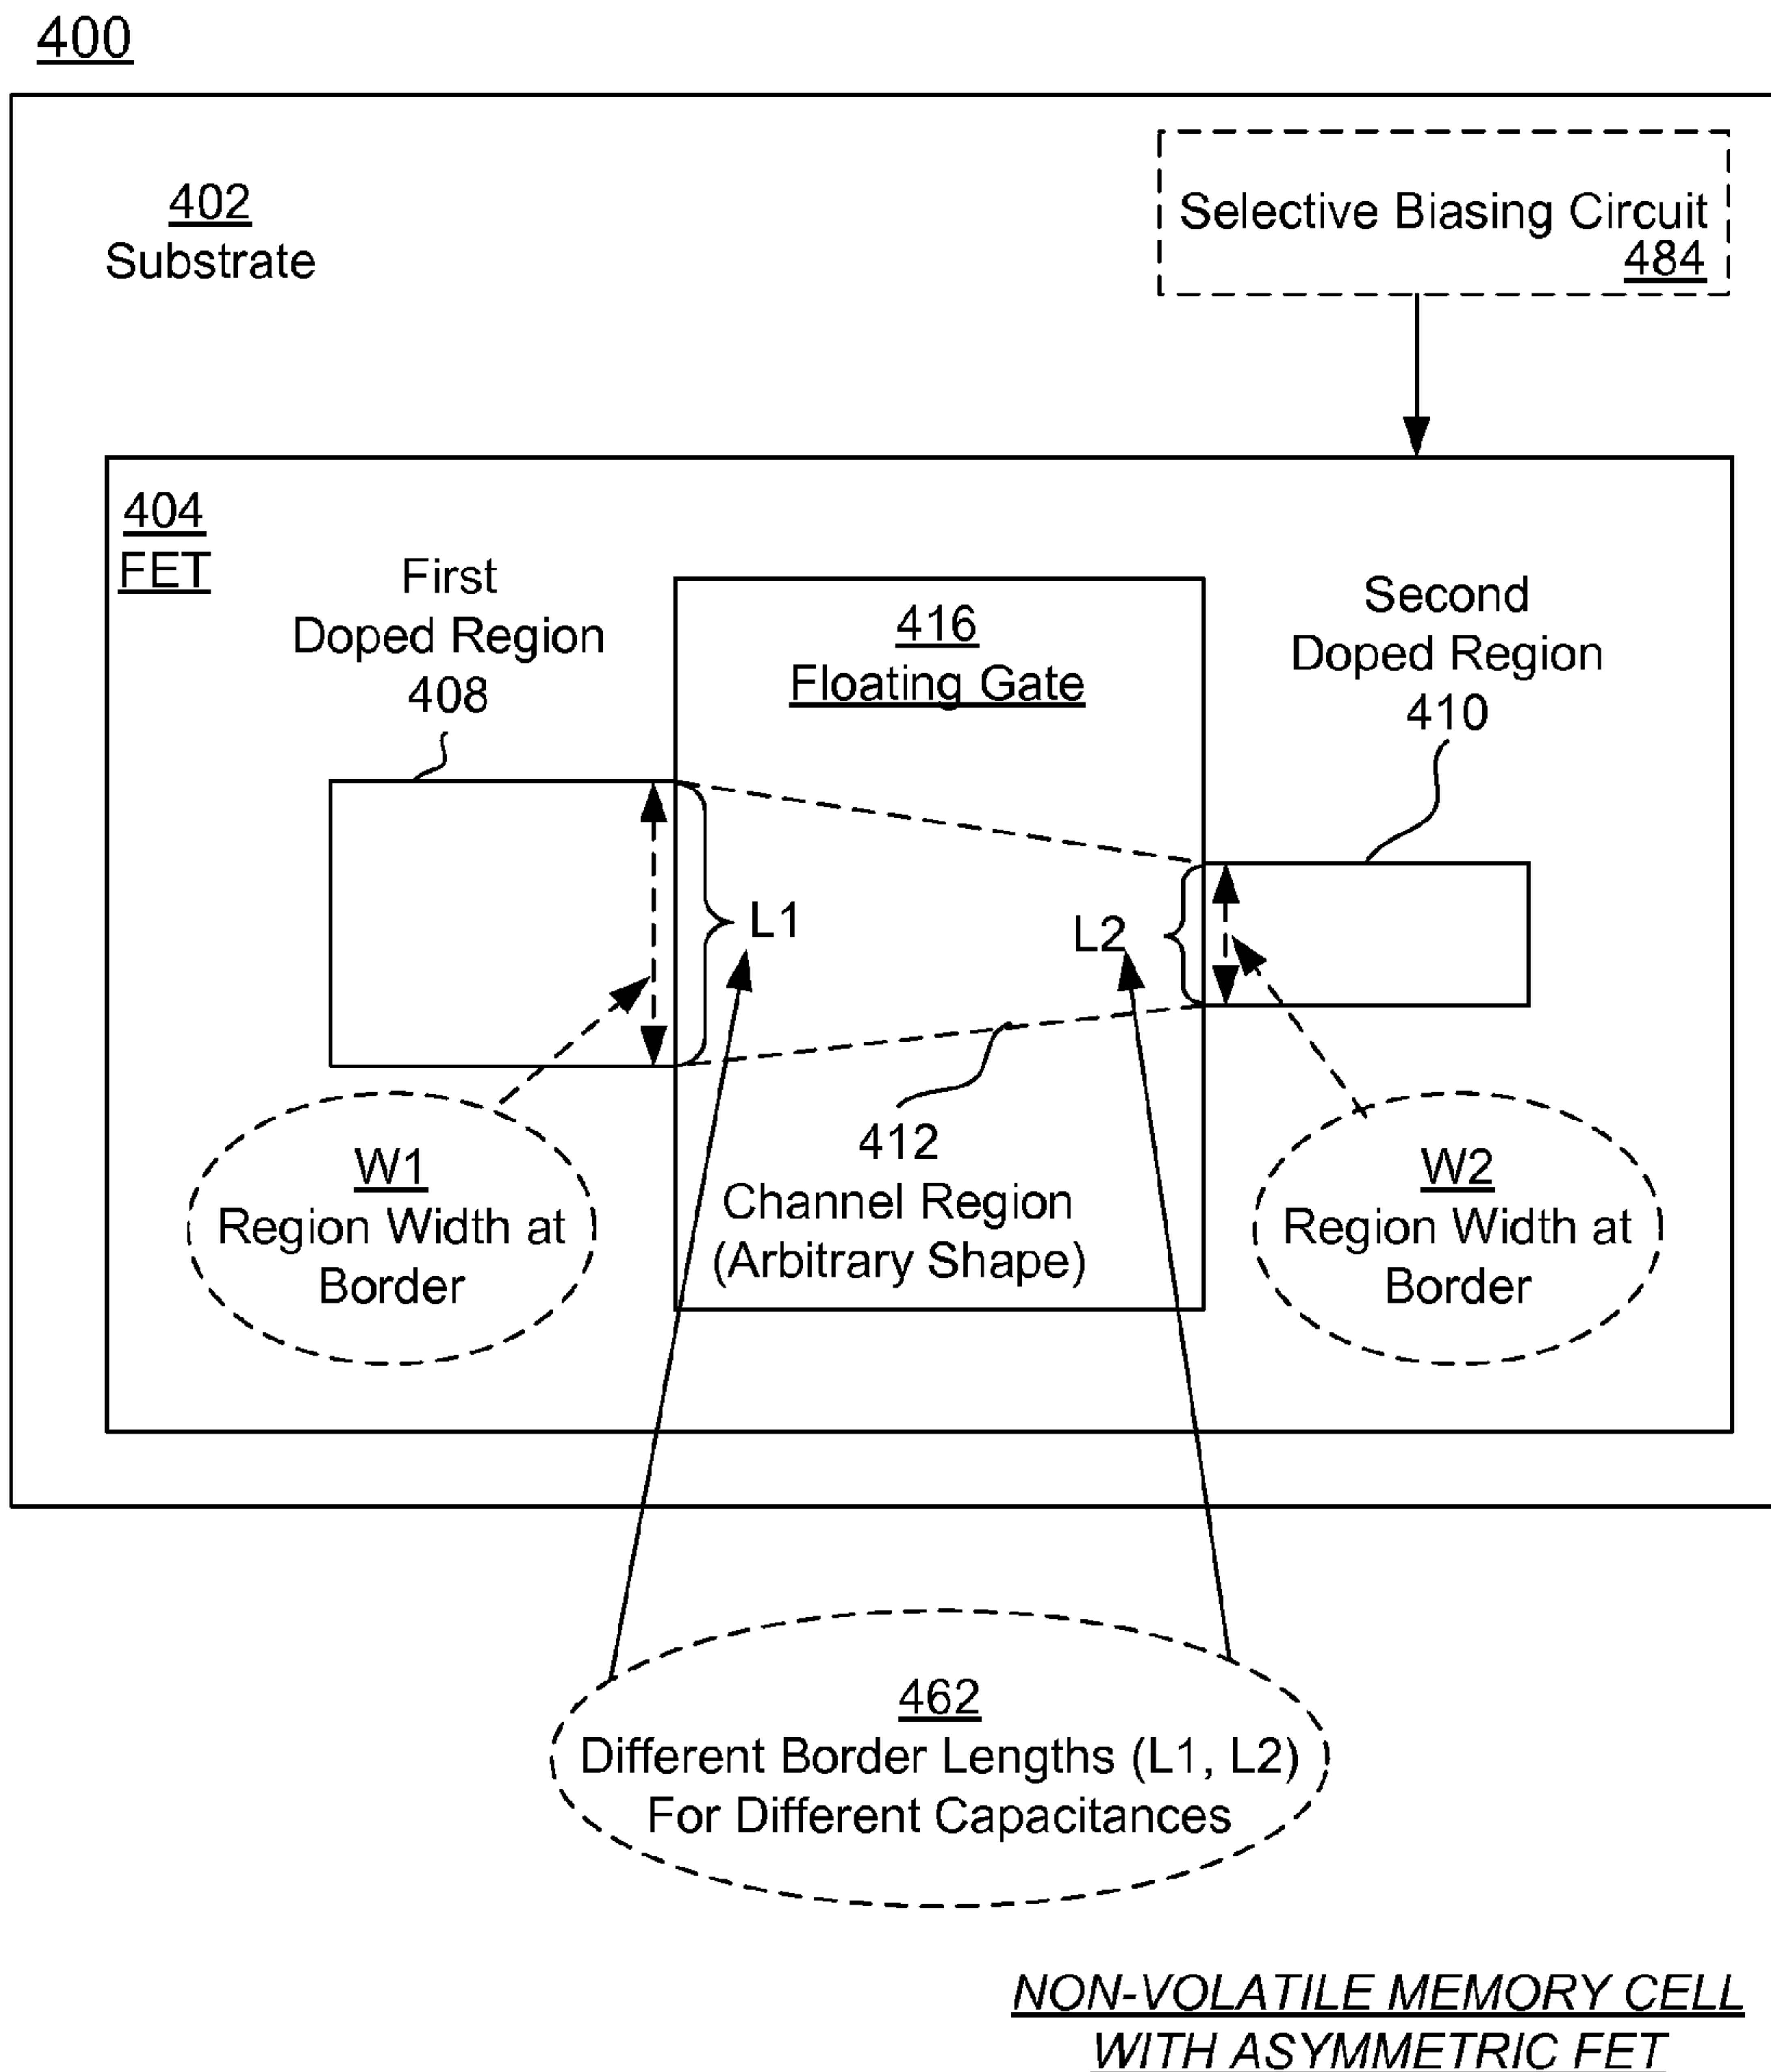 400
402
Substrate
Selective Biasing Circuit
484
404
FET
First
Doped Region
408
416
Floating Gate
Second
Doped Region
410
L1
L2
412
Channel Region
(Arbitrary Shape)
W1
Region Width at
Border
W2
Region Width at
Border
462
Different Border Lengths (L1, L2)
For Different Capacitances
NON-VOLATILE MEMORY CELL
WITH ASYMMETRIC FET